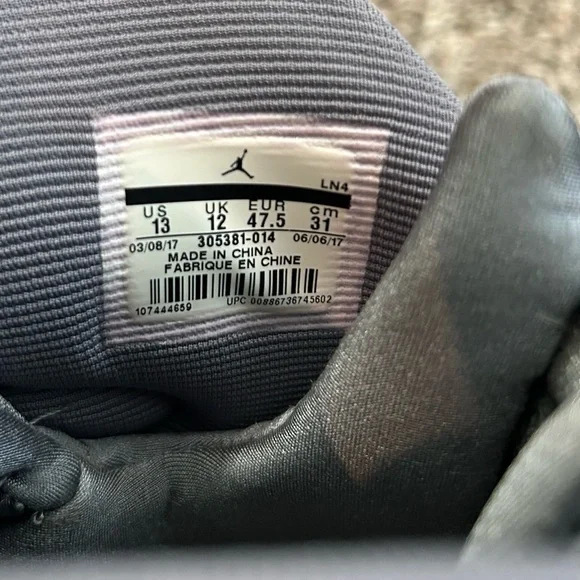 LN4
US UK EUR cm
13 12 47.5 31
03/08/17 305381-014 06/06/17
MADE IN CHINA
FABRIQUE EN CHINE
107444659 UPC 00886736745602